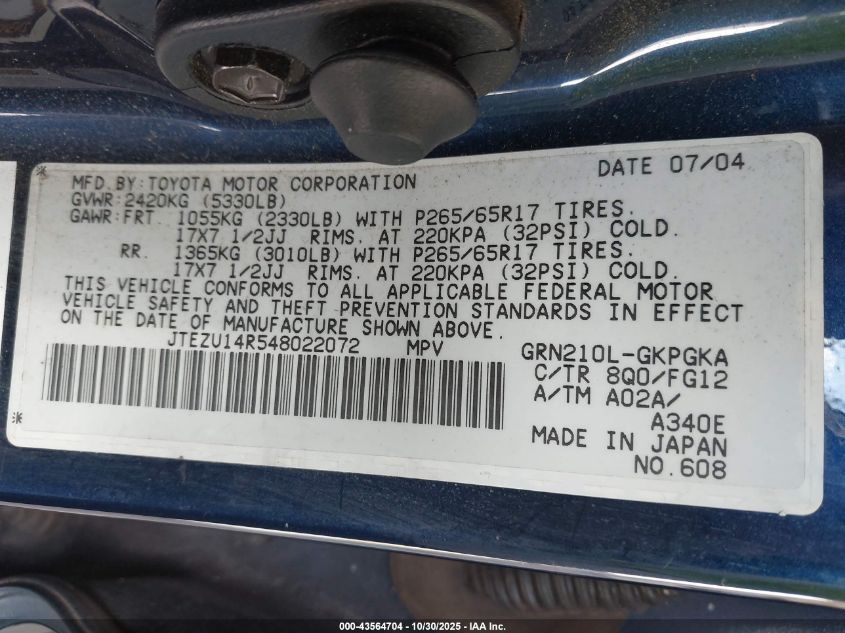 DATE 07/04
MFD.BY:TOYOTA MOTOR CORPORATION
GVWR:2420KG (5330LB)
GAWR:FRT. 1055KG (2330LB) WITH P265/65R17 TIRES.
17X7 1/2JJ RIMS. AT 220KPA (32PSI) COLD.
RR. 1365KG (3010LB) WITH P265/65R17 TIRES.
17X7 1/2JJ RIMS. AT 220KPA (32PSI) COLD.
THIS VEHICLE CONFORMS TO ALL APPLICABLE FEDERAL MOTOR
VEHICLE SAFETY AND THEFT PREVENTION STANDARDS IN EFFECT
ON THE DATE OF MANUFACTURE SHOWN ABOVE.
JTEZU14R548022072 MPV GRN210L-GKPGKA
C/TR 8Q0/FG12
A/TM A02A/
A340E
MADE IN JAPAN
NO.608
000-43564704 | 10/30/2025 - IAA Inc.